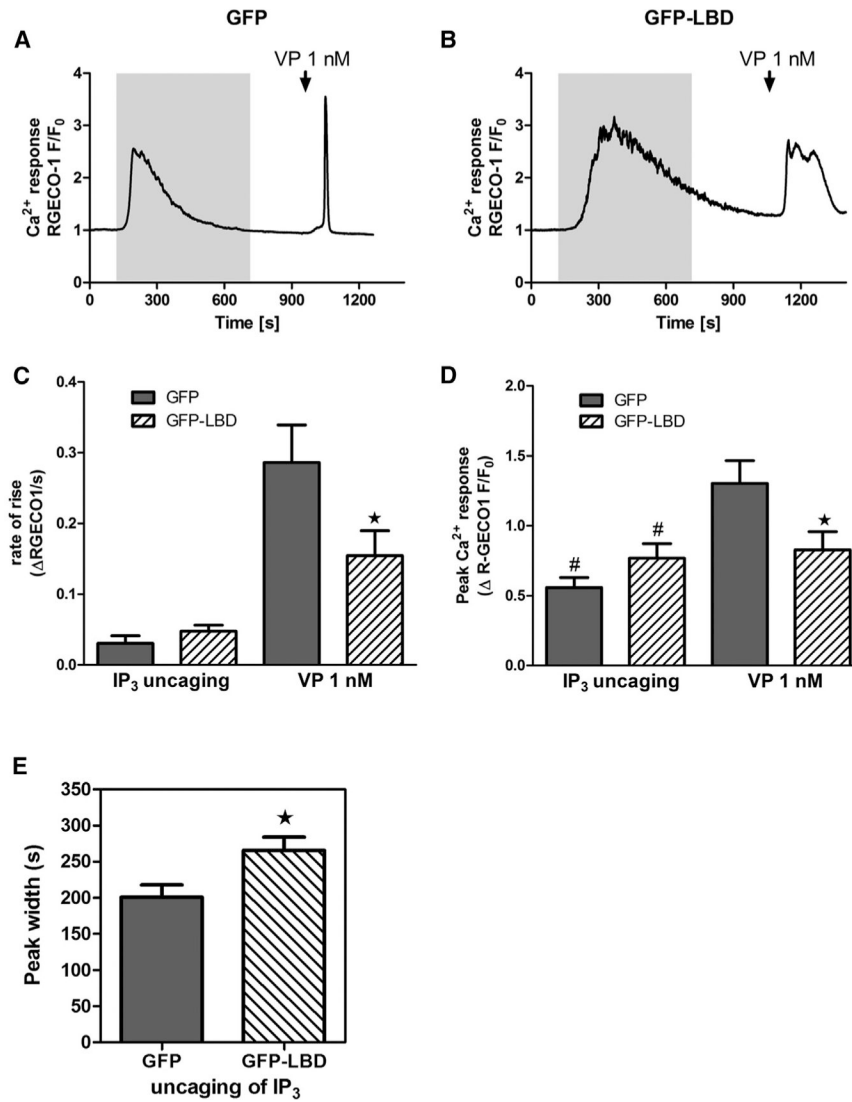 GFP
GFP-LBD
A
VP 1 nM
4
3
2
1
0
Ca2+ response
RGECO-1 F/F0
0
300
600
900
1200
Time [s]
B
VP 1 nM
4
3
2
1
0
Ca2+ response
RGECO-1 F/F0
0
300
600
900
1200
Time [s]
C
0.4
0.3
0.2
0.1
0.0
rate of rise
(ΔRGECO1/s)
GFP
GFP-LBD
★
IP3 uncaging
VP 1 nM
D
2.0
1.5
1.0
0.5
0.0
Peak Ca2+ response
(Δ R-GECO1 F/F0)
GFP
GFP-LBD
#
#
★
IP3 uncaging
VP 1 nM
E
350
300
250
200
150
100
50
0
Peak width (s)
★
GFP
GFP-LBD
uncaging of IP3